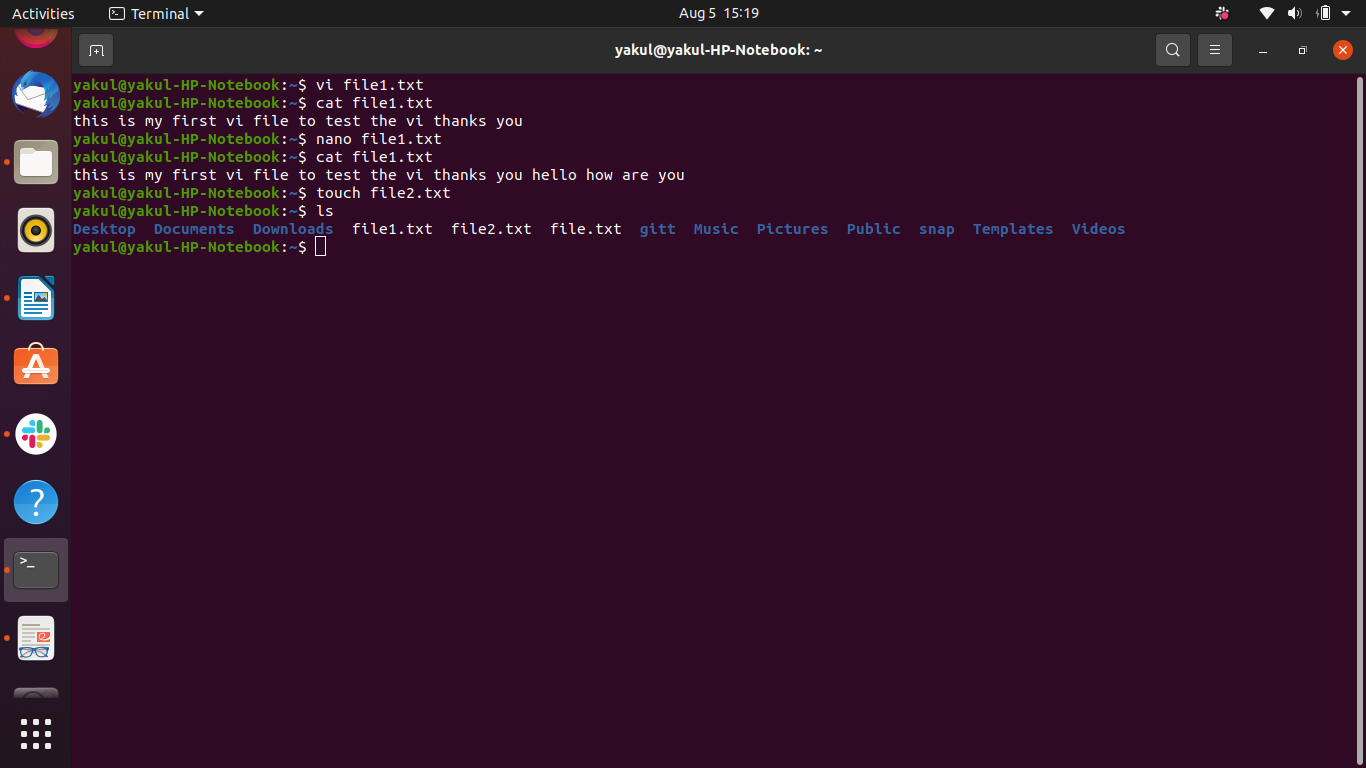 Activities Terminal Aug 5 15:19
yakul@yakul-HP-Notebook: ~
yakul@yakul-HP-Notebook:~$ vi file1.txt
yakul@yakul-HP-Notebook:~$ cat file1.txt
this is my first vi file to test the vi thanks you
yakul@yakul-HP-Notebook:~$ nano file1.txt
yakul@yakul-HP-Notebook:~$ cat file1.txt
this is my first vi file to test the vi thanks you hello how are you
yakul@yakul-HP-Notebook:~$ touch file2.txt
yakul@yakul-HP-Notebook:~$ ls
Desktop Documents Downloads file1.txt file2.txt file.txt gitt Music Pictures Public snap Templates Videos
yakul@yakul-HP-Notebook:~$